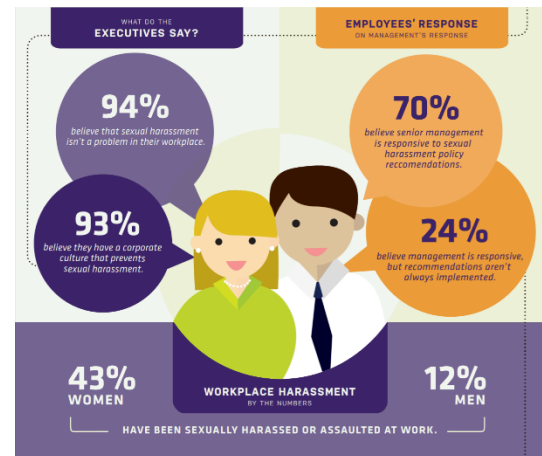 WHAT DO THE
EXECUTIVES SAY?
94%
believe that sexual harassment
isn't a problem in their workplace.
93%
believe they have a corporate
culture that prevents
sexual harassment.
EMPLOYEES' RESPONSE
ON MANAGEMENT'S RESPONSE
70%
believe senior management
is responsive to sexual
harassment policy
reccomendations.
24%
believe management is responsive,
but recommendations aren't
always implemented.
43%
WOMEN
WORKPLACE HARASSMENT
BY THE NUMBERS
12%
MEN
HAVE BEEN SEXUALLY HARASSED OR ASSAULTED AT WORK.